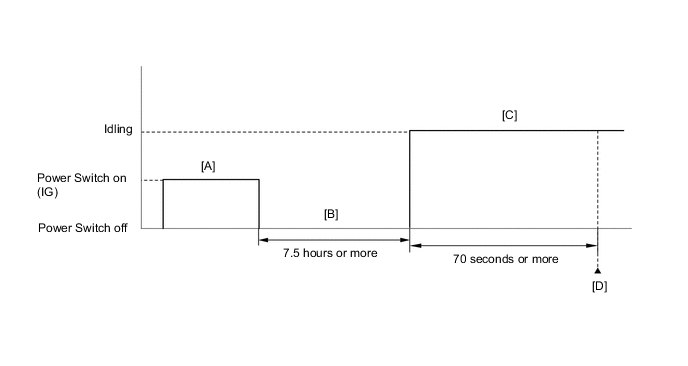 [C]
Idling
[A]
Power Switch on
(IG)
[B]
Power Switch off
7.5 hours or more
70 seconds or more
[D]